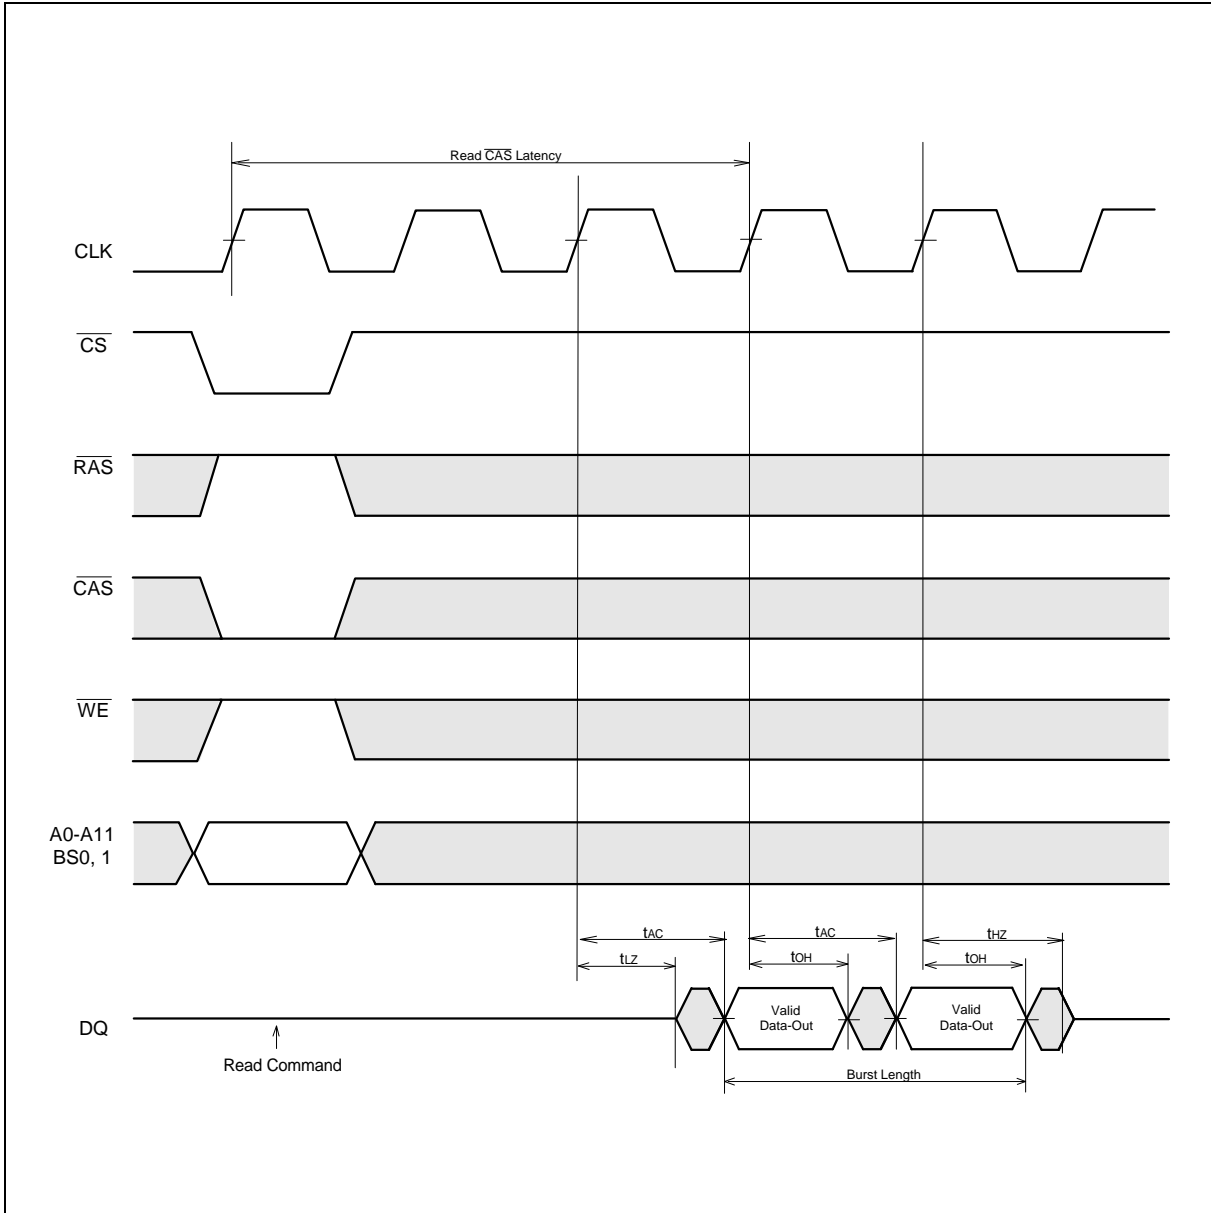 Read CAS Latency
CLK
CS
RAS
CAS
WE
A0-A11
BS0, 1
tAC
tAC
tHZ
tLZ
tOH
tOH
DQ
Valid
Data-Out
Valid
Data-Out
Read Command
Burst Length